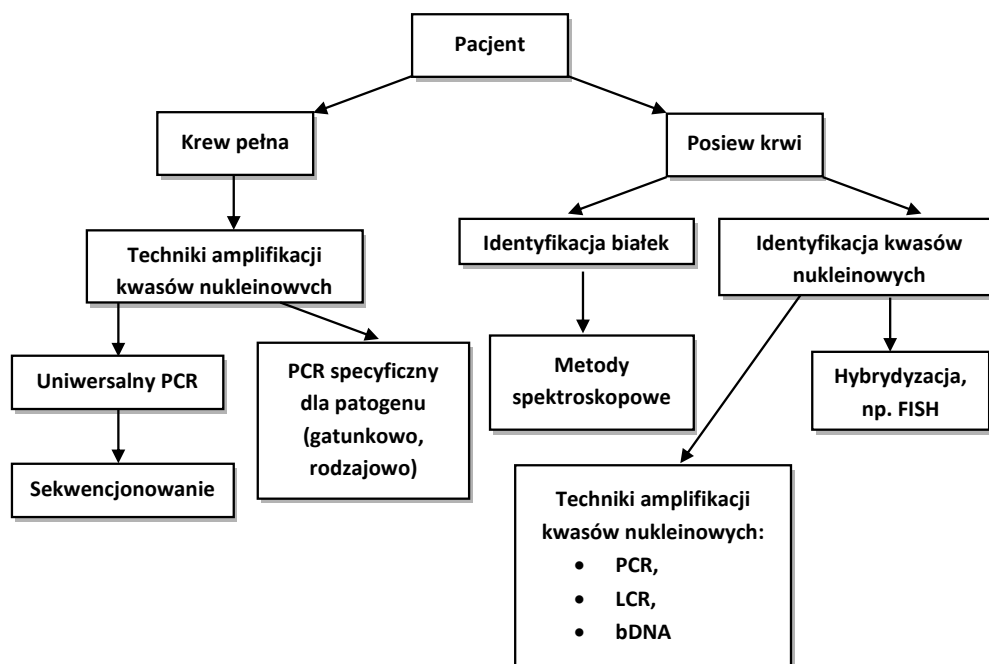 Pacjent
Krew pełna
Posiew krwi
Techniki amplifikacji
kwasów nukleinowych
Identyfikacja białek
Identyfikacja kwasów
nukleinowych
Uniwersalny PCR
PCR specyficzny
dla patogenu
(gatunkowo,
rodzajowo)
Metody
spektroskopowe
Hybrydyzacja,
np. FISH
Sekwencjonowanie
Techniki amplifikacji
kwasów nukleinowych:
• PCR,
• LCR,
• bDNA